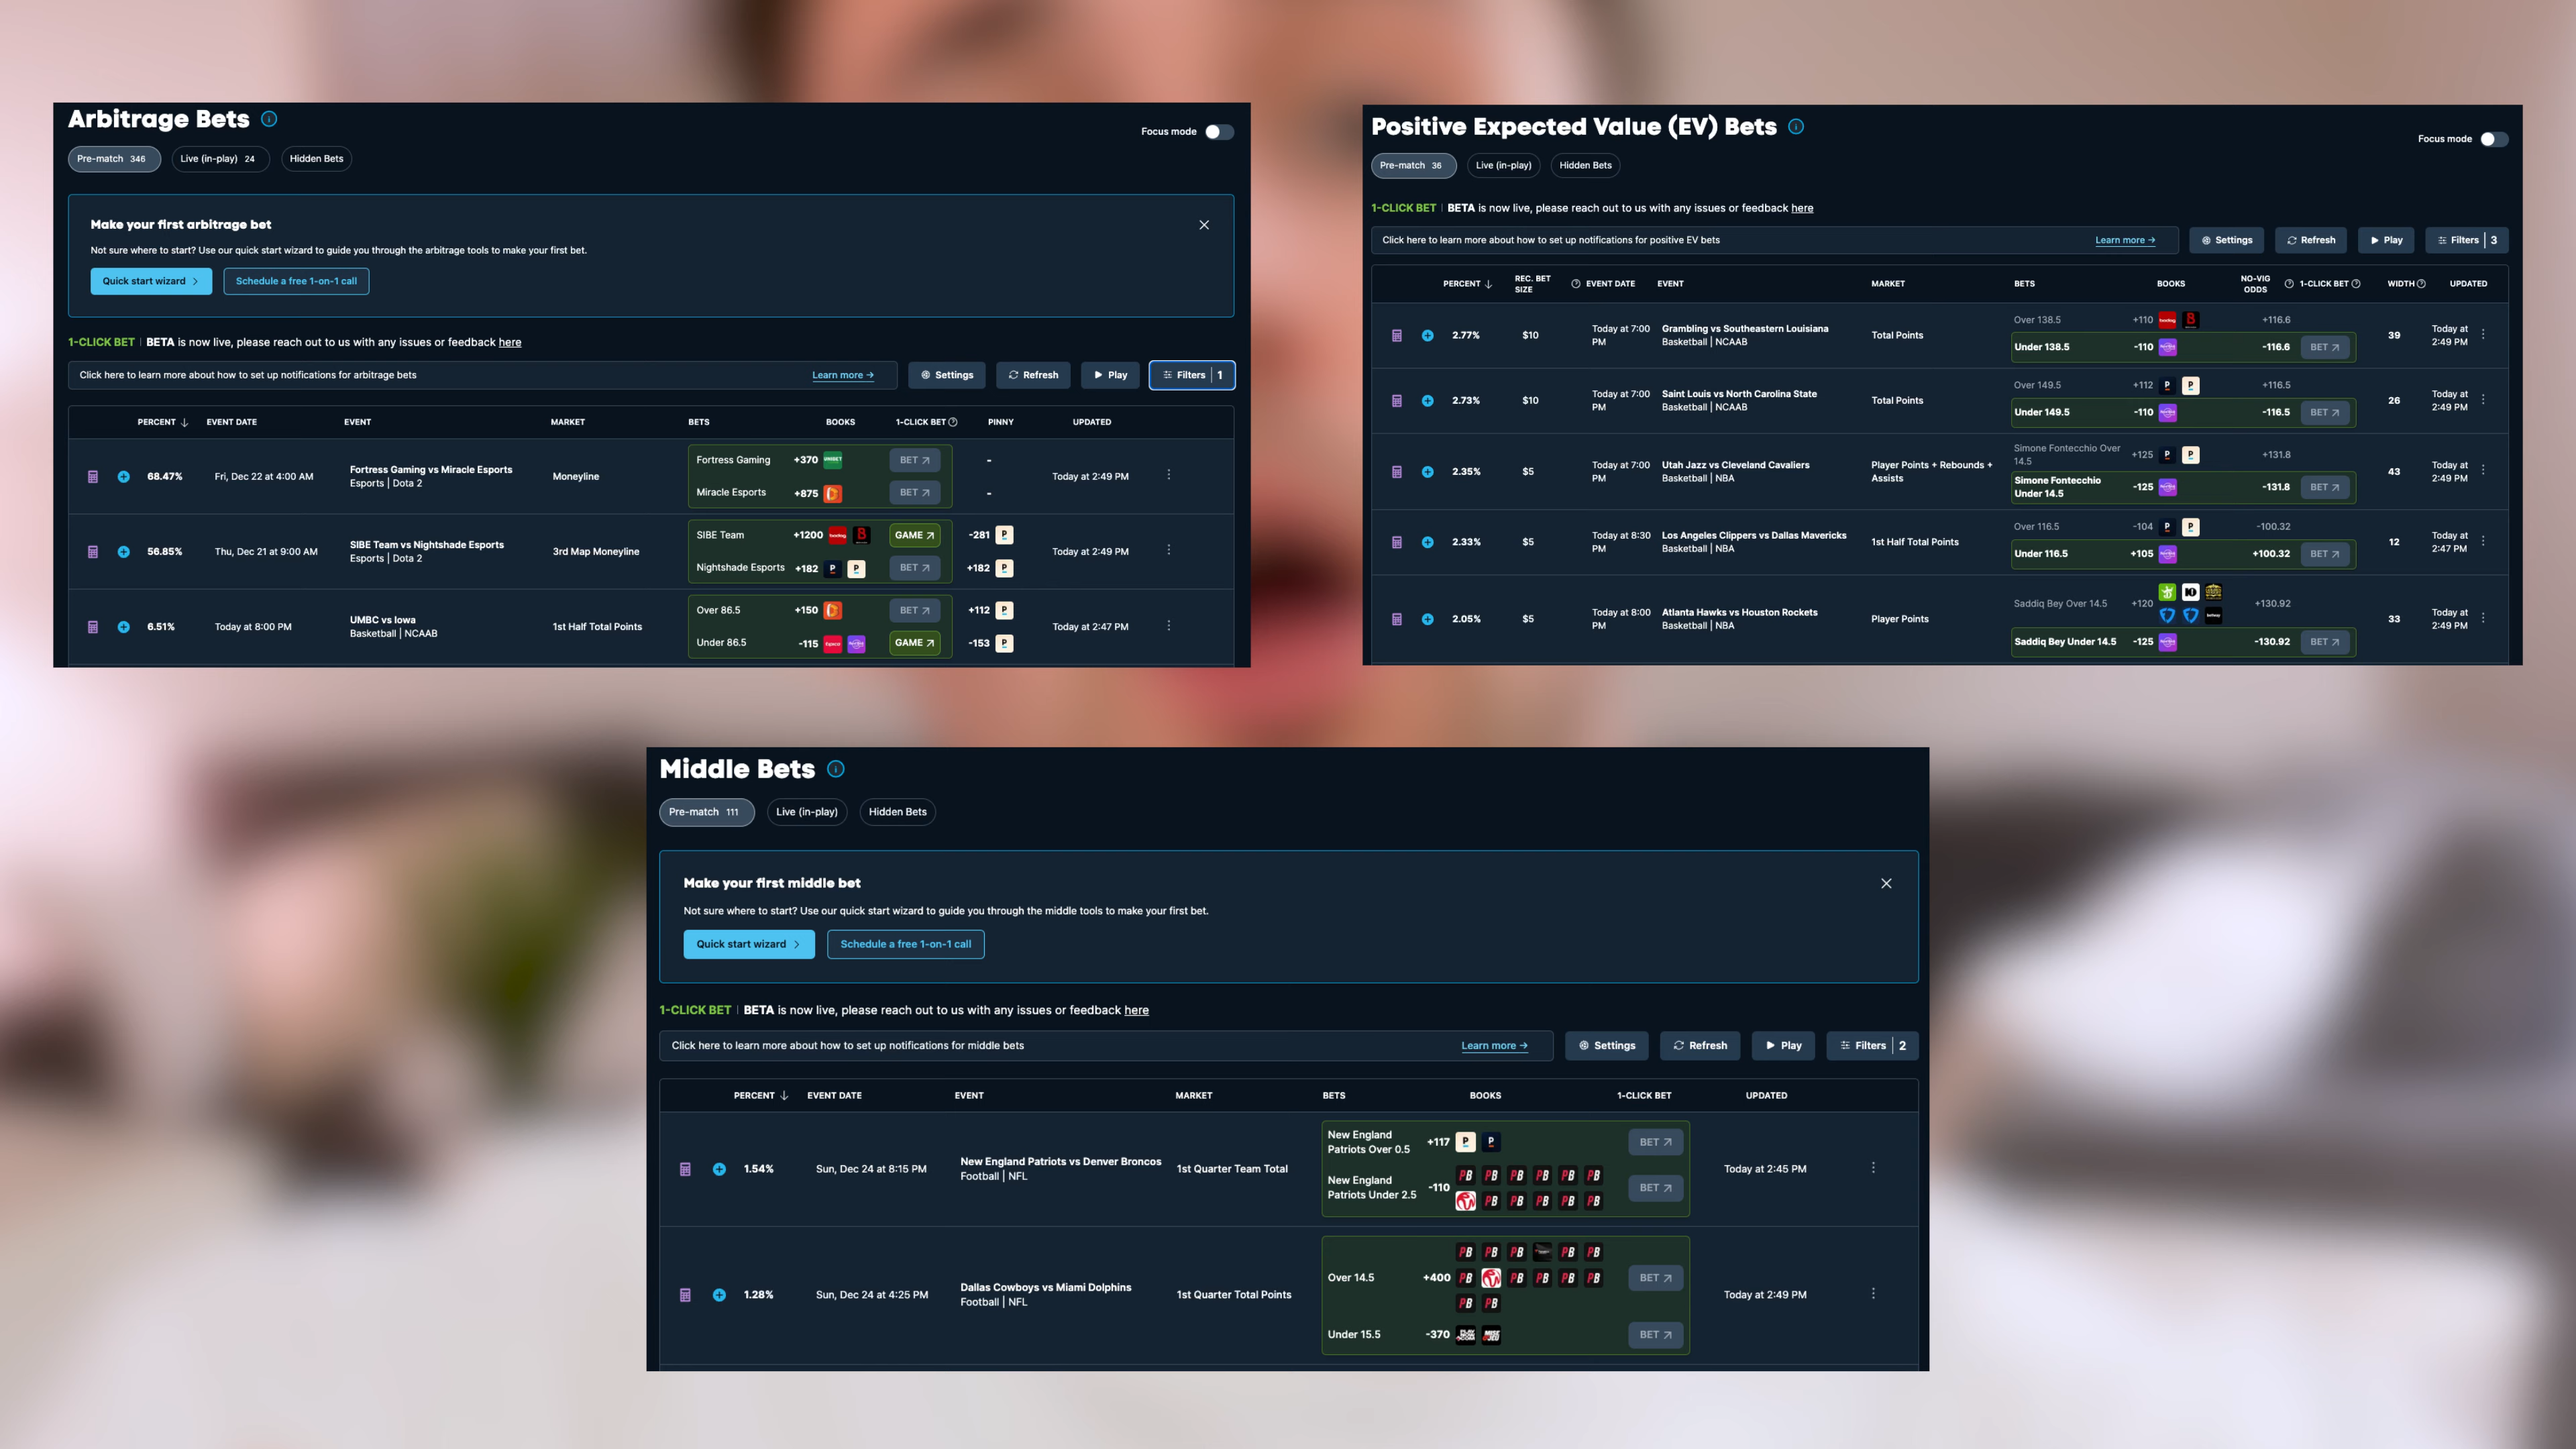 Arbitrage Bets
Focus mode
Pre-match 346 Live (in-play) 24 Hidden Bets
Make your first arbitrage bet
Not sure where to start? Use our quick start wizard to guide you through the arbitrage tools to make your first bet.
Quick start wizard Schedule a free 1-on-1 call
1-CLICK BET | BETA is now live, please reach out to us with any issues or feedback here
Click here to learn more about how to set up notifications for arbitrage bets Learn more → Settings Refresh Play Filters | 1
PERCENT ↓ EVENT DATE EVENT MARKET BETS BOOKS 1-CLICK BET PINNY UPDATED
68.47% Fri, Dec 22 at 4:00 AM Fortress Gaming vs Miracle Esports Moneyline Today at 2:49 PM
Esports | Dota 2
Fortress Gaming +370 UNIBET BET -
Miracle Esports +875 BET -
56.85% Thu, Dec 21 at 9:00 AM SIBE Team vs Nightshade Esports 3rd Map Moneyline Today at 2:49 PM
Esports | Dota 2
SIBE Team +1200 B GAME -281 P
Nightshade Esports +182 P P BET +182 P
6.51% Today at 8:00 PM UMBC vs Iowa 1st Half Total Points Today at 2:47 PM
Basketball | NCAAB
Over 86.5 +150 BET +112 P
Under 86.5 -115 GAME -153 P
Positive Expected Value (EV) Bets
Focus mode
Pre-match 36 Live (in-play) Hidden Bets
1-CLICK BET | BETA is now live, please reach out to us with any issues or feedback here
Click here to learn more about how to set up notifications for positive EV bets Learn more → Settings Refresh Play Filters | 3
PERCENT ↓ REC. BET SIZE EVENT DATE EVENT MARKET BETS BOOKS NO-VIG ODDS 1-CLICK BET WIDTH UPDATED
2.77% $10 Today at 7:00 PM Grambling vs Southeastern Louisiana Total Points 39 Today at 2:49 PM
Basketball | NCAAB
Over 138.5 +110 B +116.6
Under 138.5 -110 -116.6 BET
2.73% $10 Today at 7:00 PM Saint Louis vs North Carolina State Total Points 26 Today at 2:49 PM
Basketball | NCAAB
Over 149.5 +112 P P +116.5
Under 149.5 -110 -116.5 BET
2.35% $5 Today at 7:00 PM Utah Jazz vs Cleveland Cavaliers Player Points + Rebounds + Assists 43 Today at 2:49 PM
Basketball | NBA
Simone Fontecchio Over 14.5 +125 P P +131.8
Simone Fontecchio Under 14.5 -125 -131.8 BET
2.33% $5 Today at 8:30 PM Los Angeles Clippers vs Dallas Mavericks 1st Half Total Points 12 Today at 2:47 PM
Basketball | NBA
Over 116.5 -104 P P -100.32
Under 116.5 +105 +100.32 BET
2.05% $5 Today at 8:00 PM Atlanta Hawks vs Houston Rockets Player Points 33 Today at 2:49 PM
Basketball | NBA
Saddiq Bey Over 14.5 +120 +130.92
Saddiq Bey Under 14.5 -125 -130.92 BET
Middle Bets
Pre-match 111 Live (in-play) Hidden Bets
Make your first middle bet
Not sure where to start? Use our quick start wizard to guide you through the middle tools to make your first bet.
Quick start wizard Schedule a free 1-on-1 call
1-CLICK BET | BETA is now live, please reach out to us with any issues or feedback here
Click here to learn more about how to set up notifications for middle bets Learn more → Settings Refresh Play Filters | 2
PERCENT ↓ EVENT DATE EVENT MARKET BETS BOOKS 1-CLICK BET UPDATED
1.54% Sun, Dec 24 at 8:15 PM New England Patriots vs Denver Broncos 1st Quarter Team Total Today at 2:45 PM
Football | NFL
New England Patriots Over 0.5 +117 P P BET
PB PB PB PB PB PB
New England Patriots Under 2.5 -110 BET
PB PB PB PB PB
1.28% Sun, Dec 24 at 4:25 PM Dallas Cowboys vs Miami Dolphins 1st Quarter Total Points Today at 2:49 PM
Football | NFL
PB PB PB PB PB
Over 14.5 +400 PB PB PB PB PB BET
PB PB
Under 15.5 -370 BET